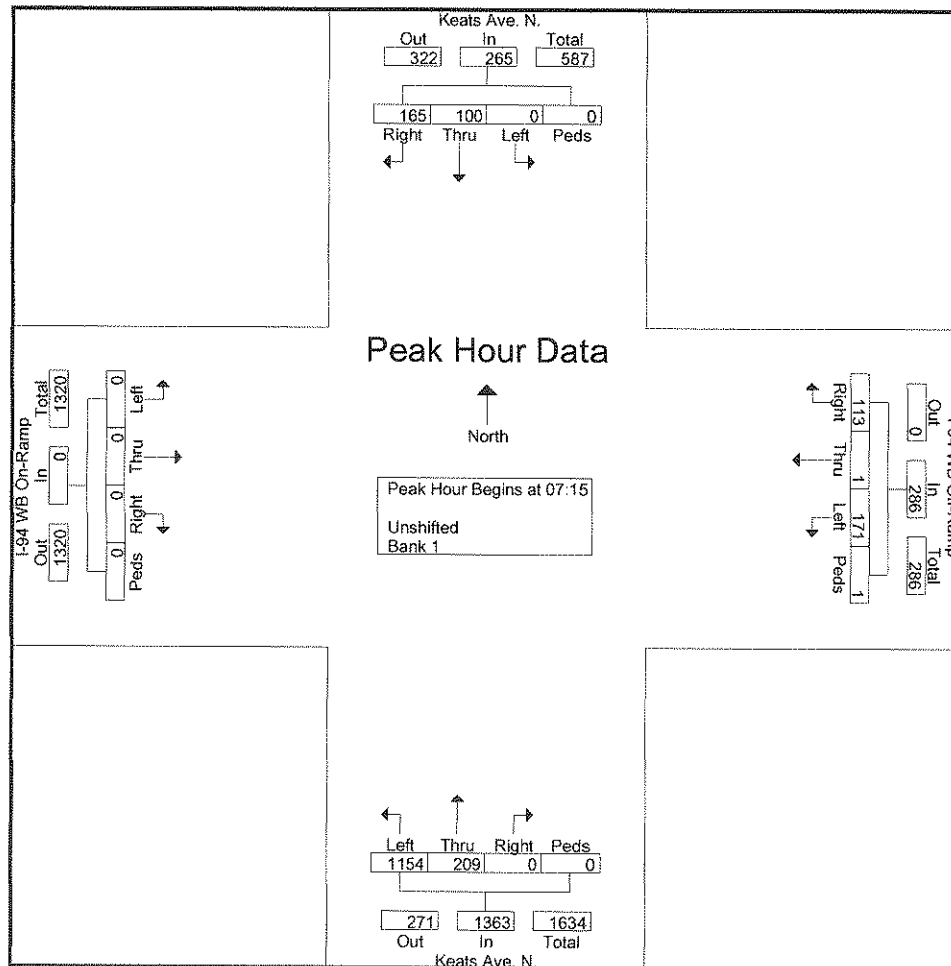 Keats Ave. N.
Out In Total
322 265 587
165 100 0 0
Right Thru Left Peds
Peak Hour Data
North
Peak Hour Begins at 07:15
Unshifted
Bank 1
I-94 WB On-Ramp
Total In Out
1320 0 1320
0 0 0 0
Left Thru Right Peds
Out In Total
0 286 286
113 1 171 1
Right Thru Left Peds
Left Thru Right Peds
1154 209 0 0
271 1363 1634
Out In Total
Keats Ave. N.